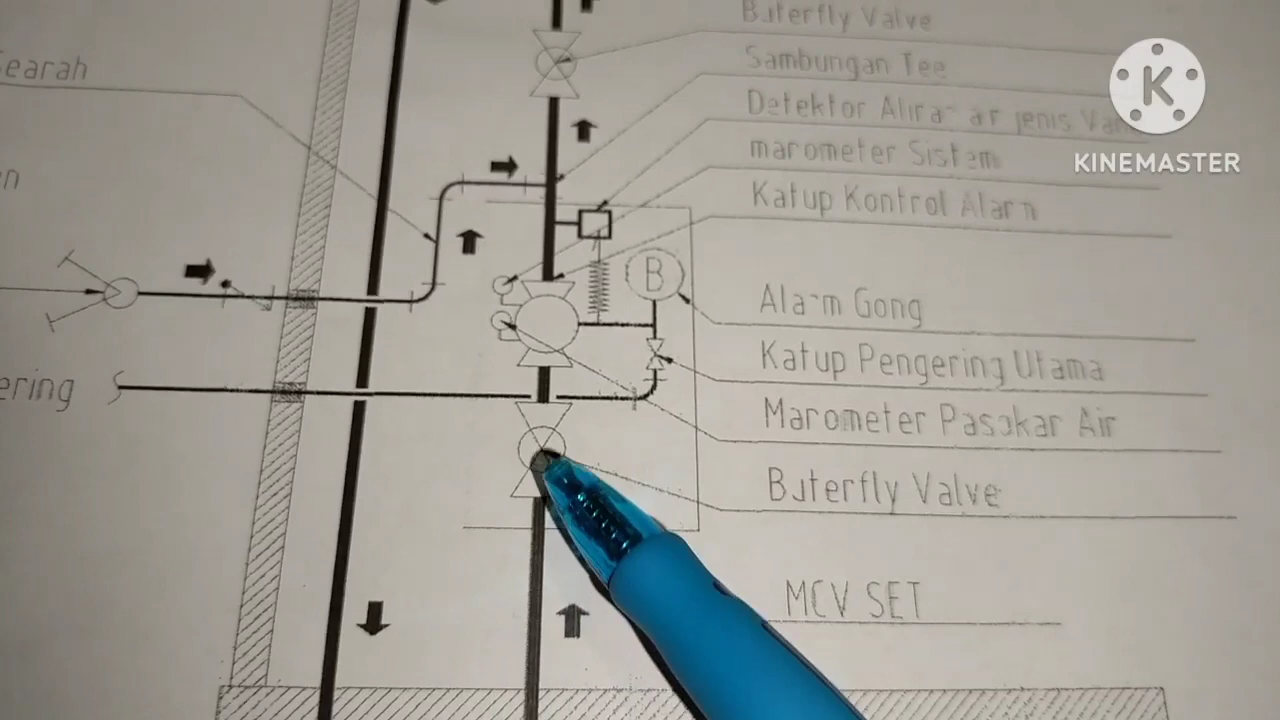 Buterfly Valve
Searah
Sambungan Tee
Detektor Aliran air jenis
marometer Sistem
Katup Kontrol Alarm
K
KINEMASTER
B
Alarm Gong
Katup Pengering Utama
ering
Marometer Pasokar Air
Buterfly Valve
MCV SET